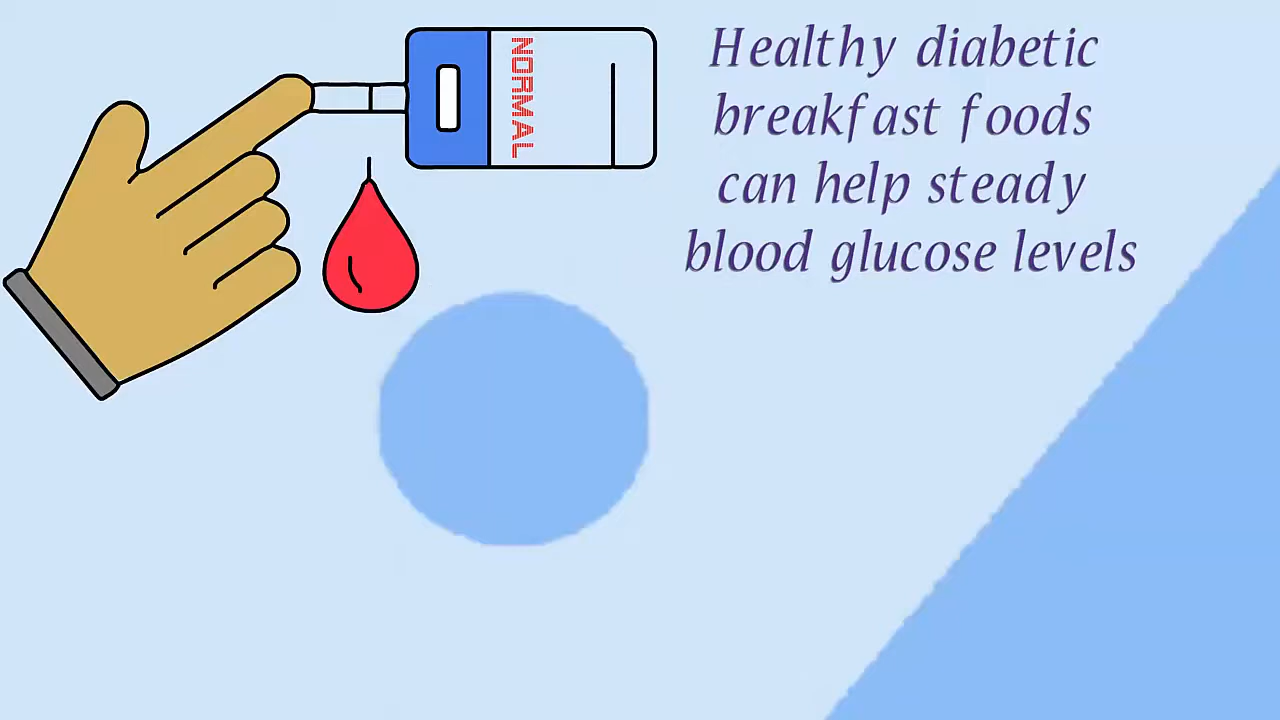 NORMAL
Healthy diabetic
breakfast foods
can help steady
blood glucose levels